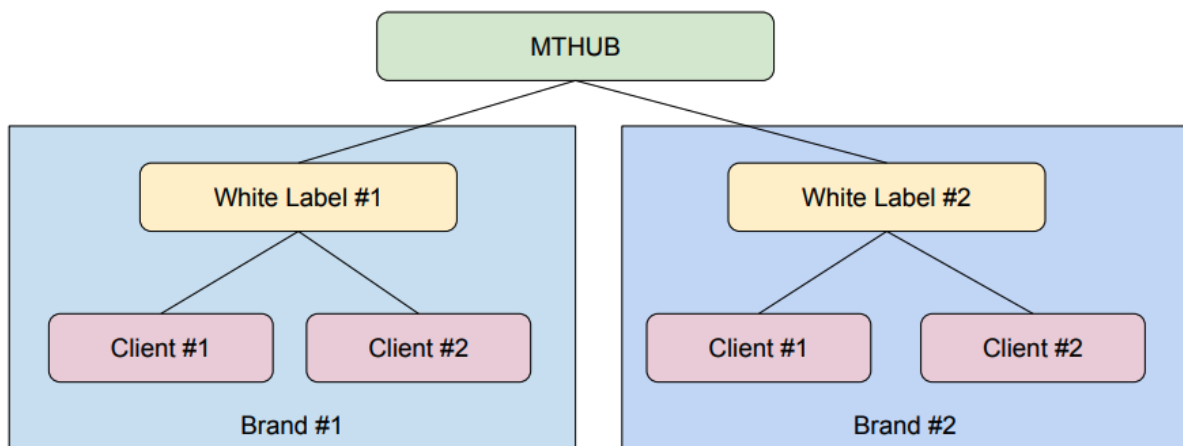 MTHUB
White Label #1
White Label #2
Client #1
Client #2
Client #1
Client #2
Brand #1
Brand #2